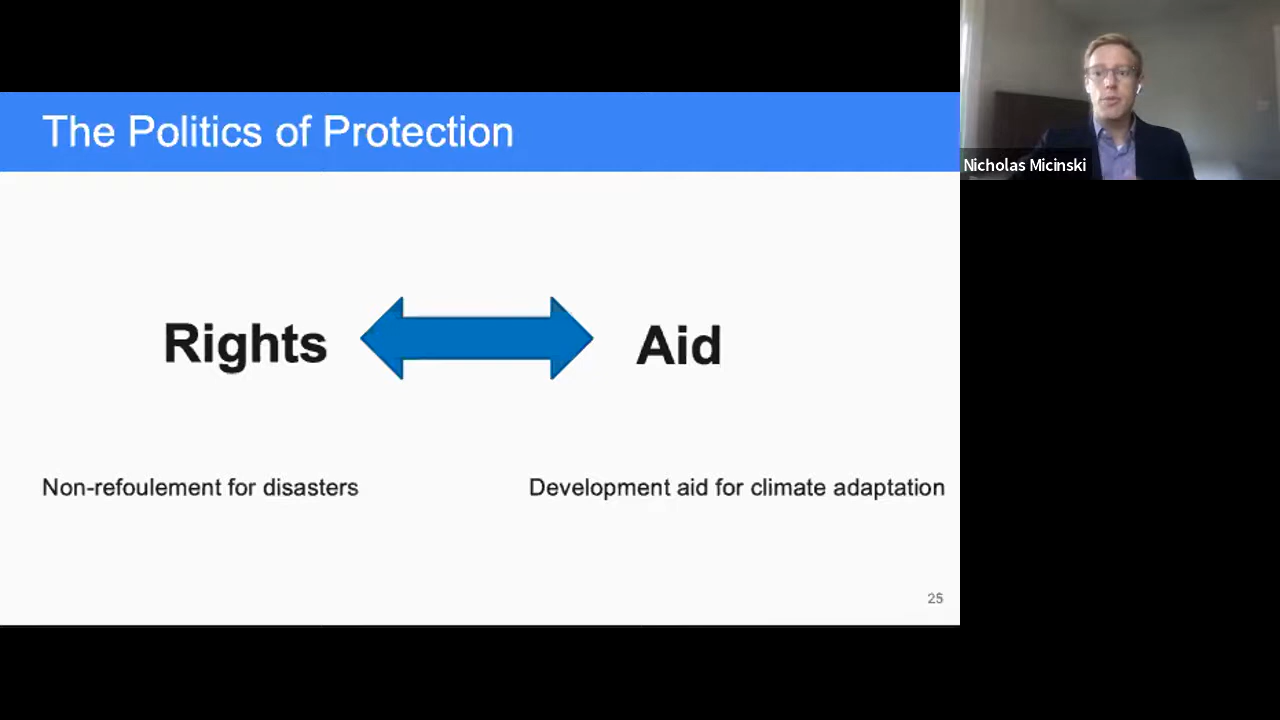 The Politics of Protection
Nicholas Micinski
Rights
Aid
Non-refoulement for disasters
Development aid for climate adaptation
25